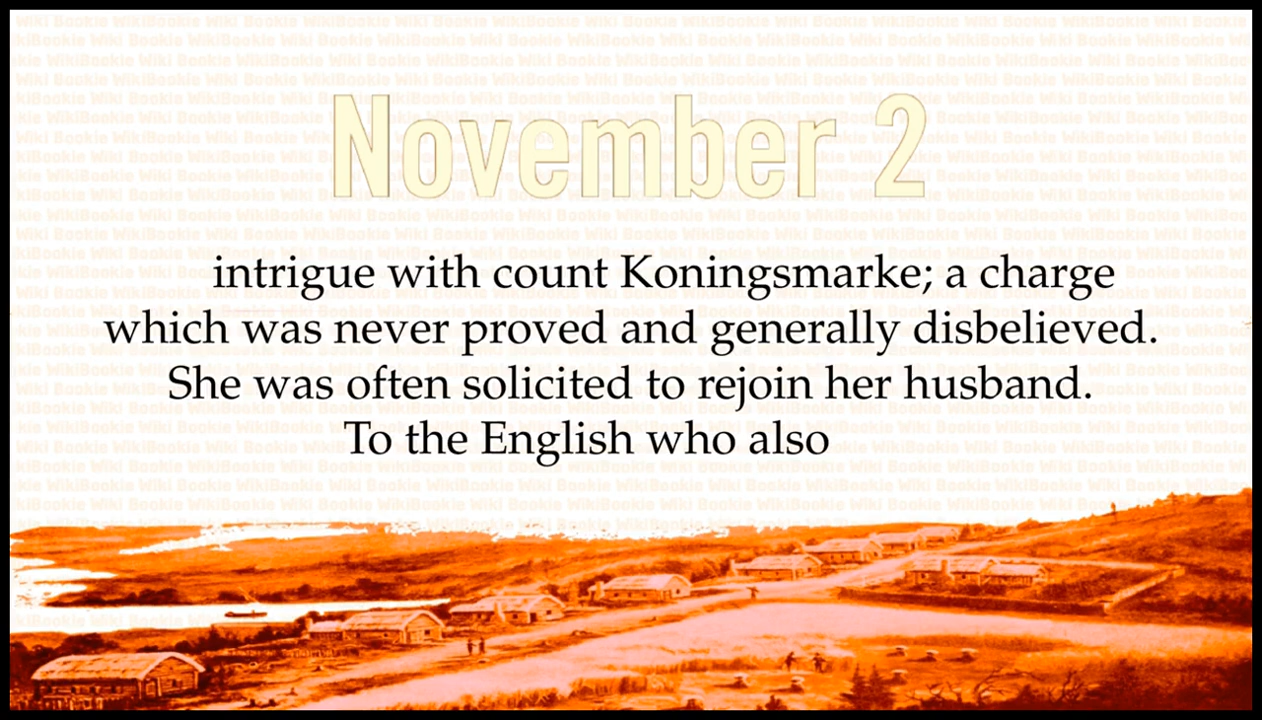 November 2
intrigue with count Koningsmarke; a charge
which was never proved and generally disbelieved.
She was often solicited to rejoin her husband.
To the English who also